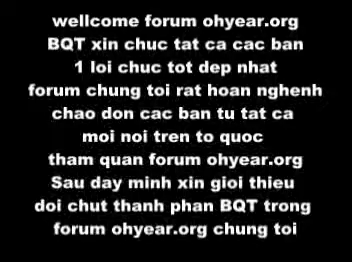 wellcome forum ohyear.org
BQT xin chuc tat ca cac ban
1 loi chuc tot dep nhat
forum chung toi rat hoan nghenh
chao don cac ban tu tat ca
moi noi tren to quoc
tham quan forum ohyear.org
Sau day minh xin gioi thieu
doi chut thanh phan BQT trong
forum ohyear.org chung toi